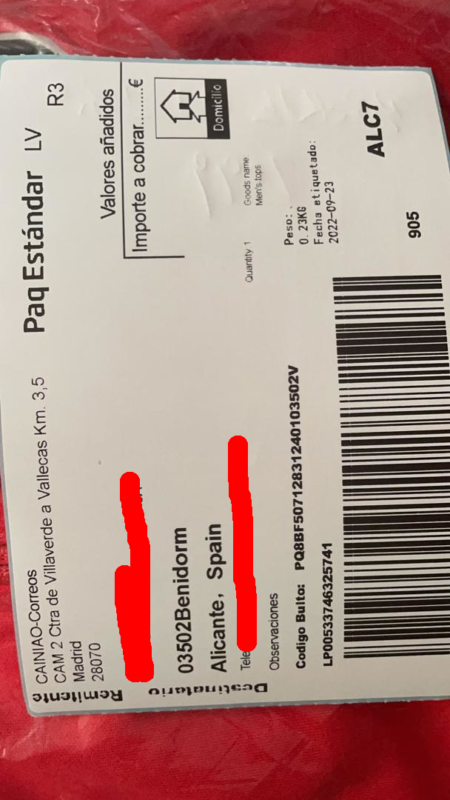 Remitente
CAINIAO-Correos
CAM 2 Ctra de Villaverde a Vallecas Km. 3,5
Madrid
28070
Paq Estándar LV R3
Valores añadidos
Importe a cobrar..........€
Domicilio
Destinatario
03502Benidorm
Alicante, Spain
Tele
Quantity 1 Goods name
Men's tops
Observaciones
Peso:.
0.23KG
Fecha etiquetado:
2022-09-23
Codigo Bulto: PQ8BF50712831240103502V
LP00533746325741
ALC7
905